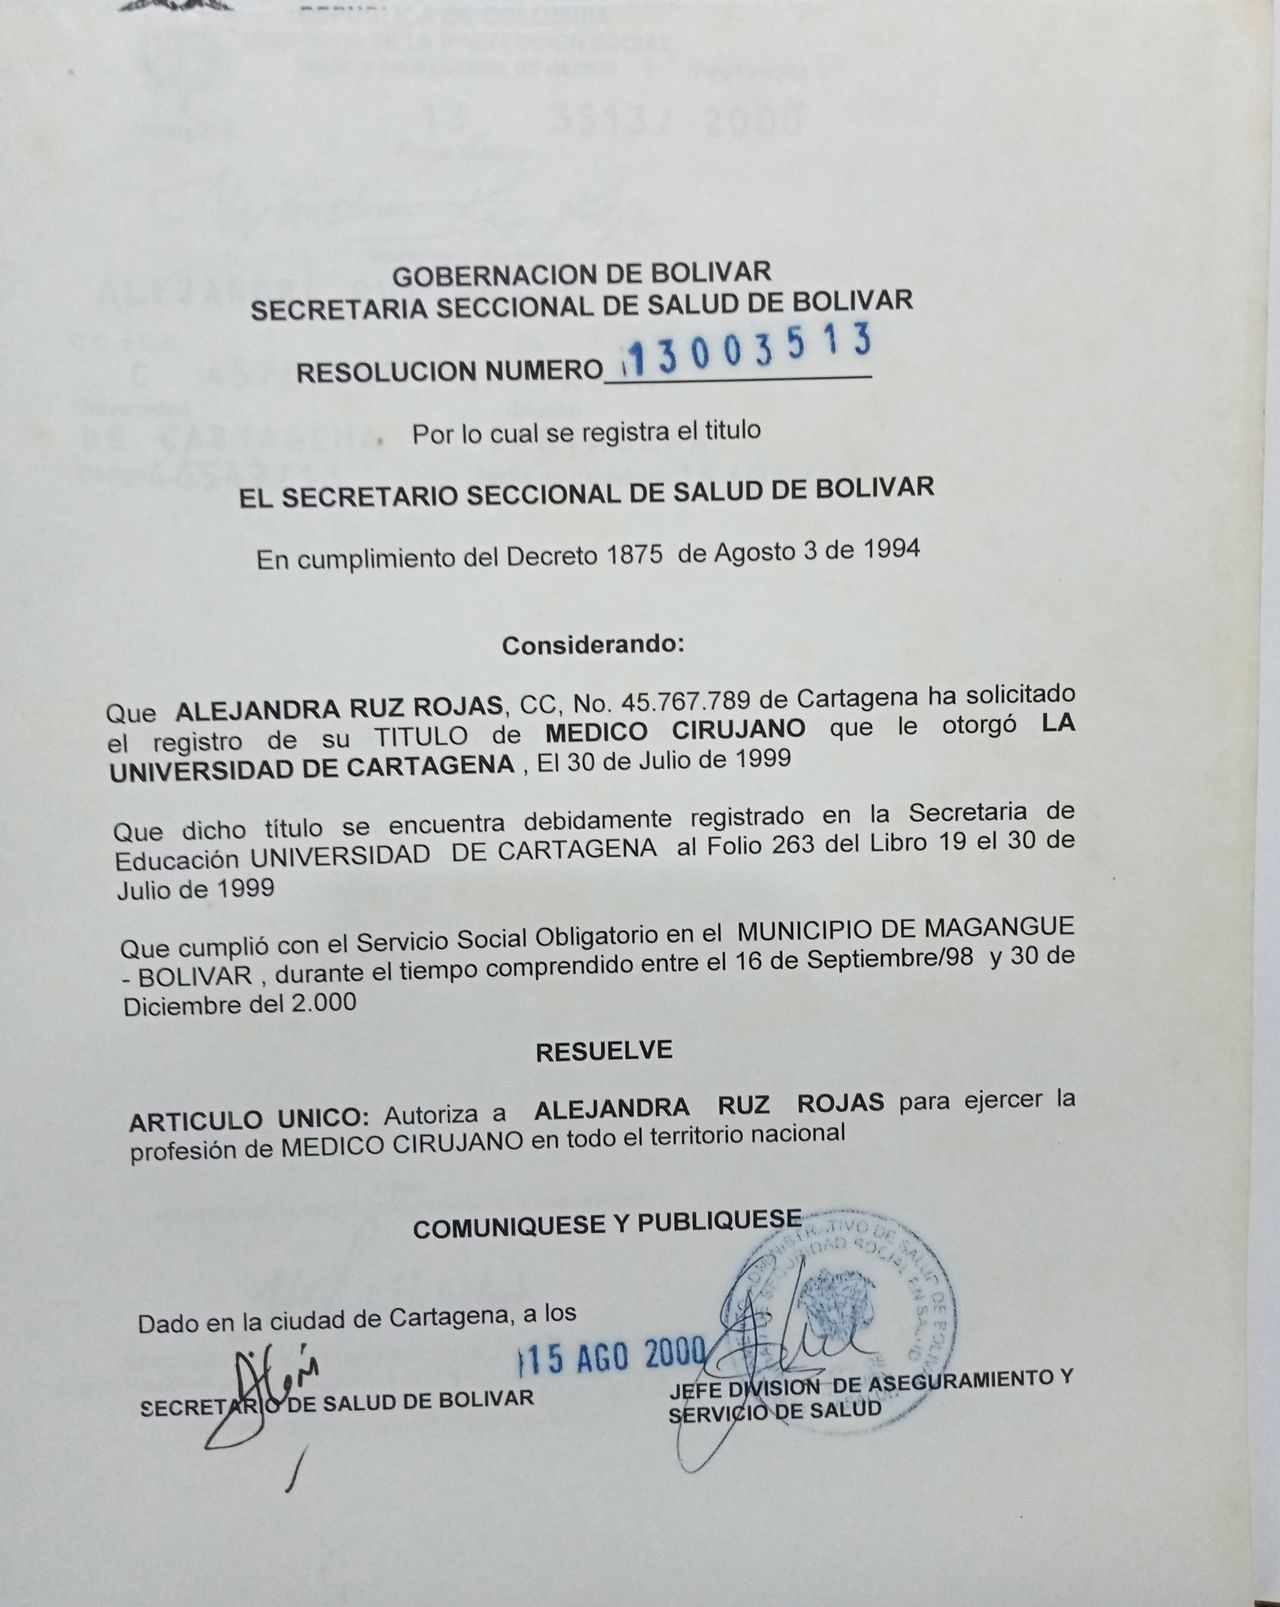 GOBERNACION DE BOLIVAR
SECRETARIA SECCIONAL DE SALUD DE BOLIVAR
RESOLUCION NUMERO 13003513
Por lo cual se registra el titulo
EL SECRETARIO SECCIONAL DE SALUD DE BOLIVAR
En cumplimiento del Decreto 1875 de Agosto 3 de 1994
Considerando:
Que ALEJANDRA RUZ ROJAS, CC, No. 45.767.789 de Cartagena ha solicitado
el registro de su TITULO de MEDICO CIRUJANO que le otorgó LA
UNIVERSIDAD DE CARTAGENA , El 30 de Julio de 1999
Que dicho título se encuentra debidamente registrado en la Secretaria de
Educación UNIVERSIDAD DE CARTAGENA al Folio 263 del Libro 19 el 30 de
Julio de 1999
Que cumplió con el Servicio Social Obligatorio en el MUNICIPIO DE MAGANGUE
- BOLIVAR , durante el tiempo comprendido entre el 16 de Septiembre/98 y 30 de
Diciembre del 2.000
RESUELVE
ARTICULO UNICO: Autoriza a ALEJANDRA RUZ ROJAS para ejercer la
profesión de MEDICO CIRUJANO en todo el territorio nacional
COMUNIQUESE Y PUBLIQUESE
Dado en la ciudad de Cartagena, a los
15 AGO 2000
SECRETARIO DE SALUD DE BOLIVAR
JEFE DIVISION DE ASEGURAMIENTO Y
SERVICIO DE SALUD